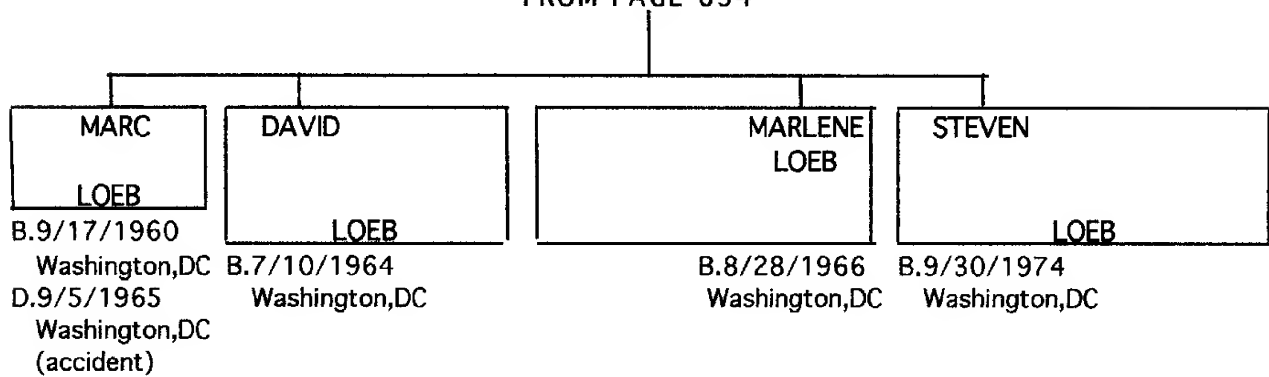 FROM PAGE
MARC
LOEB
B.9/17/1960
Washington,DC
D.9/5/1965
Washington,DC
(accident)
DAVID
LOEB
B.7/10/1964
Washington,DC
MARLENE
LOEB
B.8/28/1966
Washington,DC
STEVEN
LOEB
B.9/30/1974
Washington,DC